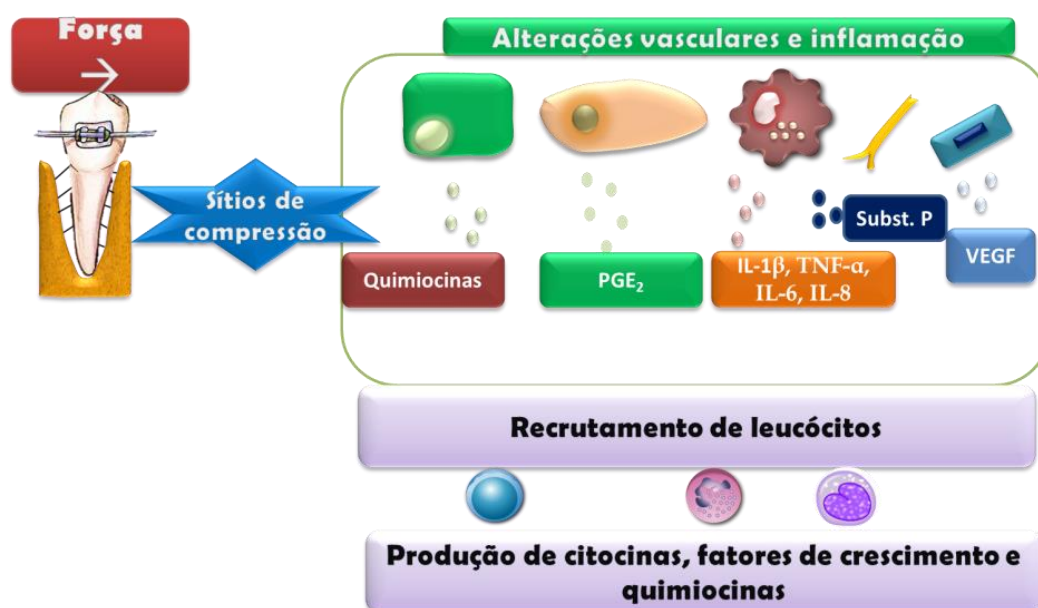 Força
→
Alterações vasculares e inflamação
Sítios de
compressão
Quimiocinas
PGE₂
IL-1β, TNF-α,
IL-6, IL-8
Subst. P
VEGF
Recrutamento de leucócitos
Produção de citocinas, fatores de crescimento e
quimiocinas